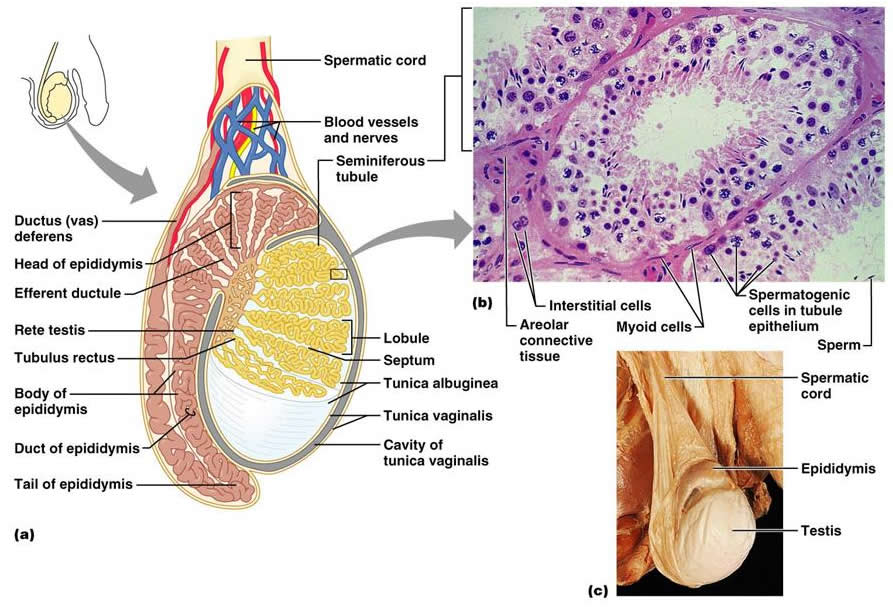 Spermatic cord
Blood vessels
and nerves
Seminiferous
tubule
Ductus (vas)
deferens
Head of epididymis
Efferent ductule
Rete testis
Tubulus rectus
Body of
epididymis
Duct of epididymis
Tail of epididymis
Lobule
Septum
Tunica albuginea
Tunica vaginalis
Cavity of
tunica vaginalis
(a)
(b)
Interstitial cells
Areolar
connective
tissue
Myoid cells
Spermatogenic
cells in tubule
epithelium
Sperm
Spermatic
cord
Epididymis
Testis
(c)